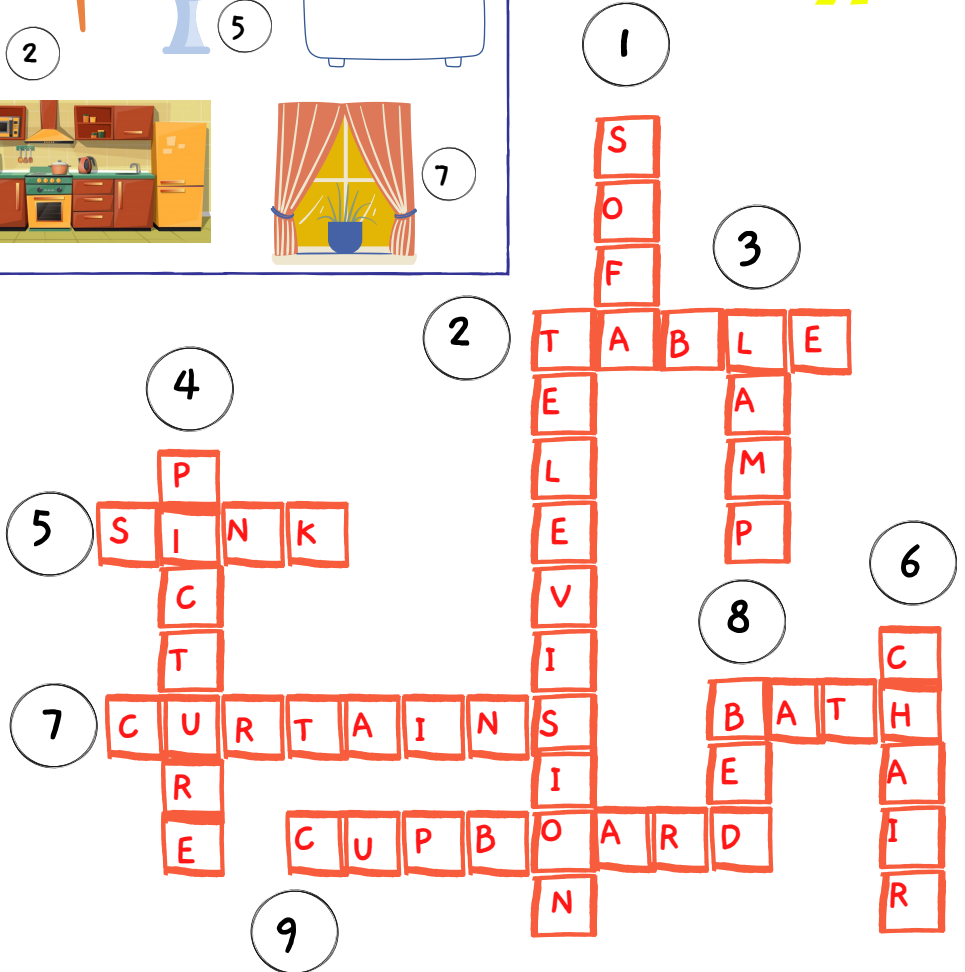 2
5
7
1
3
2
4
5
6
8
7
9
SOFA
TABLE
TELEVISION
LAMP
PICTURE
SINK
CURTAINS
CHAIR
BATH
BED
CUPBOARD